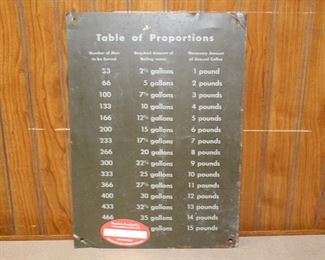 Table of Proportions
Number of Men Required Amount of Necessary Amount
to be Served Boiling water of Ground Coffee
33 2½ gallons 1 pound
66 5 gallons 2 pounds
100 7½ gallons 3 pounds
133 10 gallons 4 pounds
166 12½ gallons 5 pounds
200 15 gallons 6 pounds
233 17½ gallons 7 pounds
266 20 gallons 8 pounds
300 22½ gallons 9 pounds
333 25 gallons 10 pounds
366 27½ gallons 11 pounds
400 30 gallons 12 pounds
433 32½ gallons 13 pounds
466 35 gallons 14 pounds
gallons 15 pounds